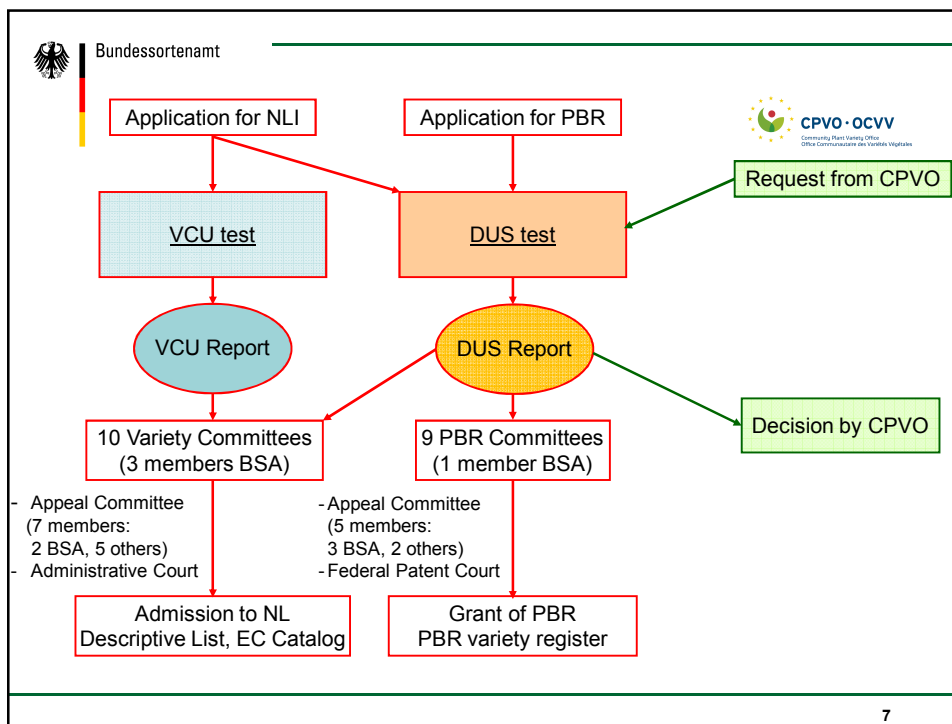 Bundessortenamt
Application for NLI
Application for PBR
CPVO • OCVV
Community Plant Variety Office
Office Communautaire des Variétés Végétales
Request from CPVO
VCU test
DUS test
VCU Report
DUS Report
10 Variety Committees
(3 members BSA)
9 PBR Committees
(1 member BSA)
Decision by CPVO
- Appeal Committee
(7 members:
2 BSA, 5 others)
- Administrative Court
- Appeal Committee
(5 members:
3 BSA, 2 others)
- Federal Patent Court
Admission to NL
Descriptive List, EC Catalog
Grant of PBR
PBR variety register
7